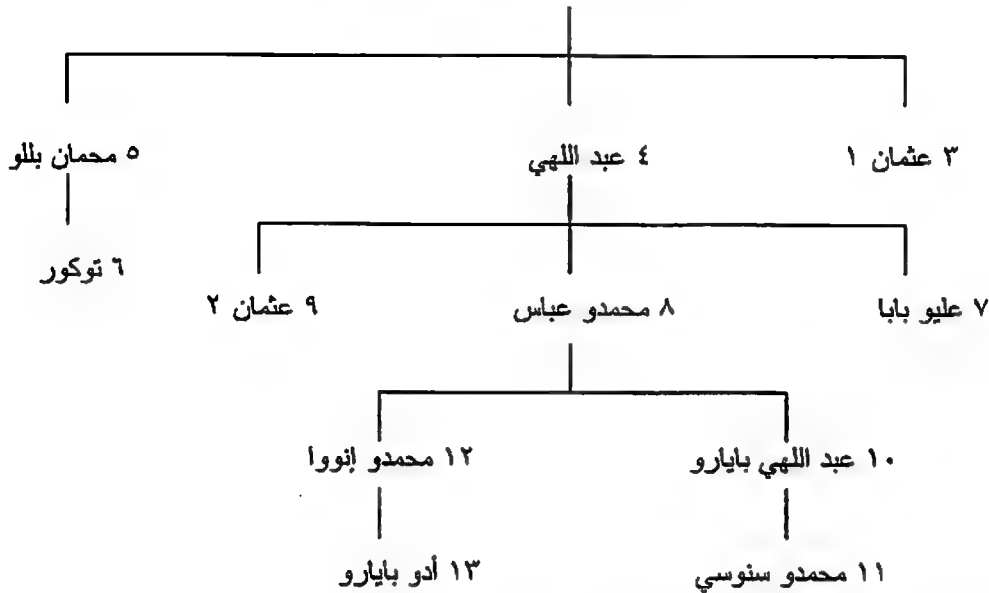 ٣ عثمان ١
٤ عبد اللهي
٥ محمان بللو
٦ توكور
٧ عليو بابا
٨ محمدو عباس
٩ عثمان ٢
١٠ عبد اللهي بايارو
١٢ محمدو إنووا
١١ محمدو سنوسي
١٣ أدو بايارو